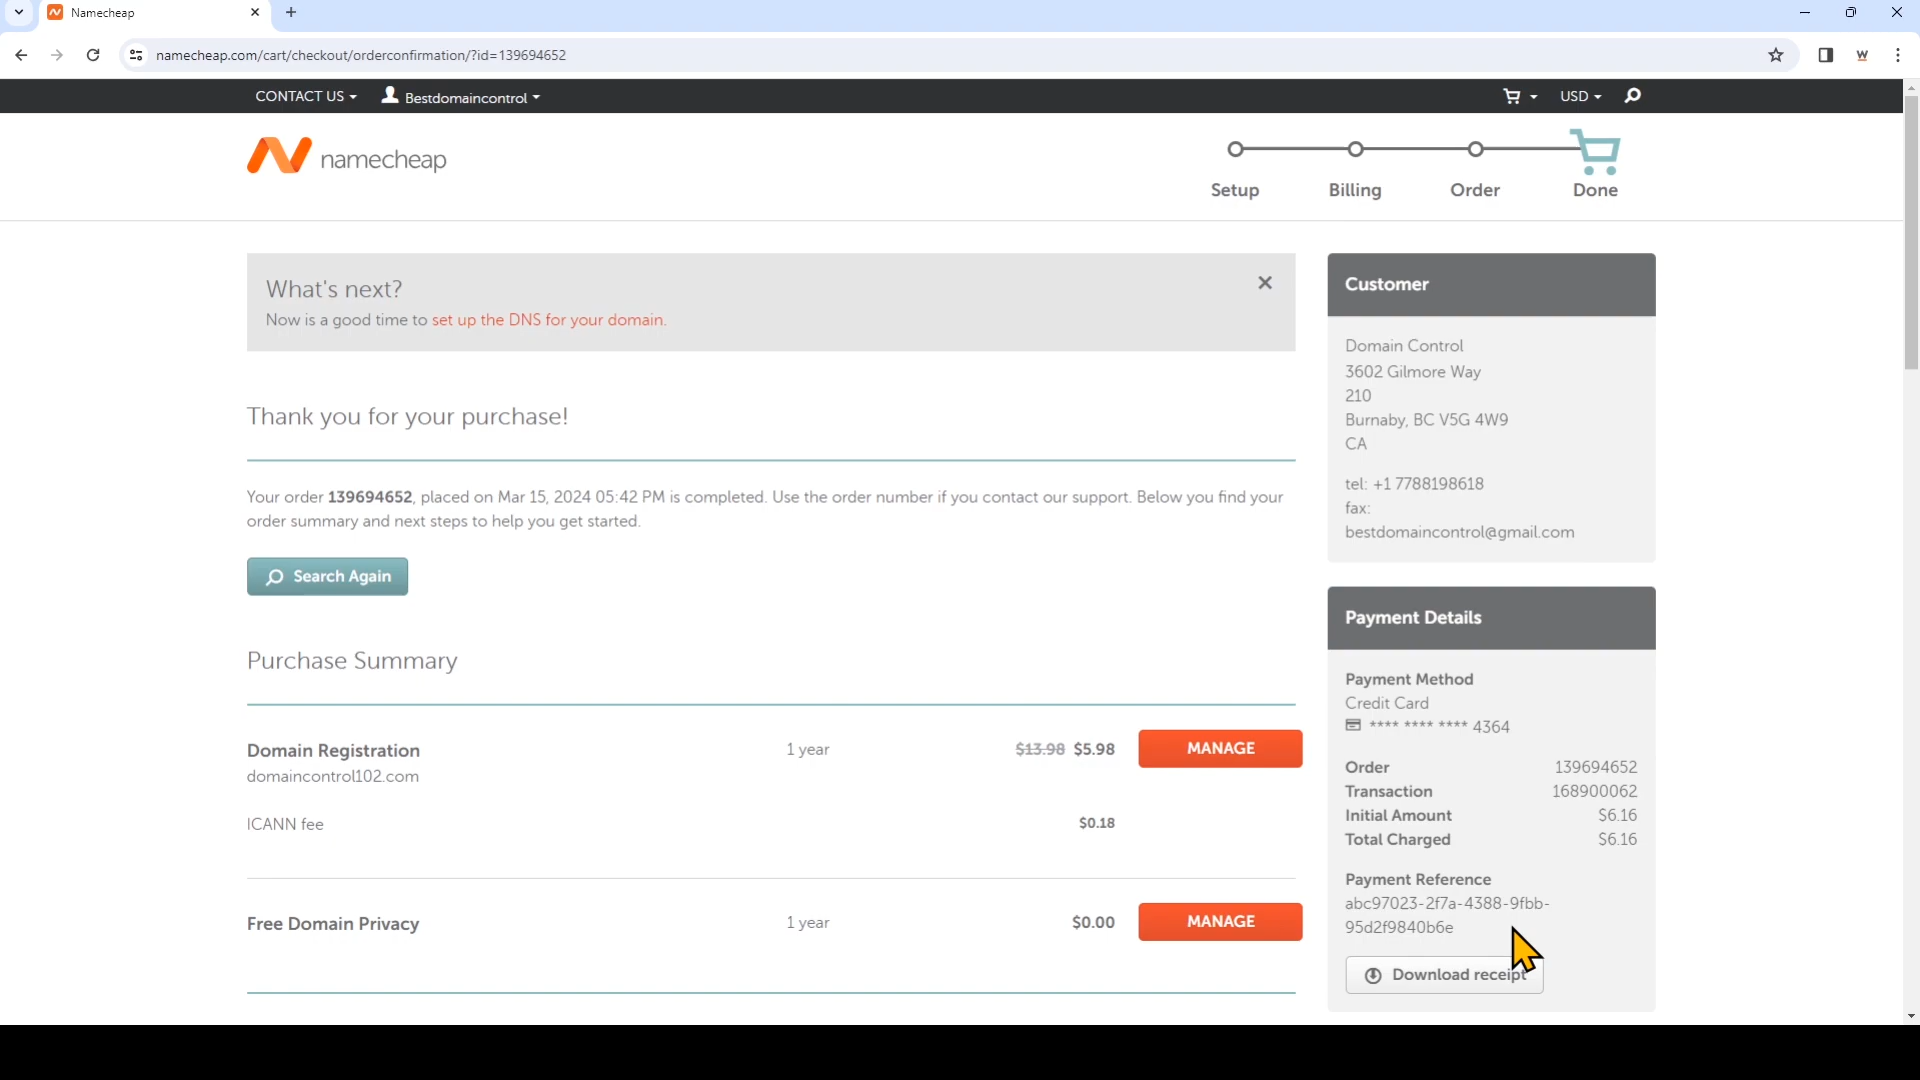 Namecheap
namecheap.com/cart/checkout/orderconfirmation/?id=139694652
CONTACT US
Bestdomaincontrol
USD
namecheap
Setup
Billing
Order
Done
What's next?
Now is a good time to set up the DNS for your domain.
Thank you for your purchase!
Your order 139694652, placed on Mar 15, 2024 05:42 PM is completed. Use the order number if you contact our support. Below you find your
order summary and next steps to help you get started.
Search Again
Purchase Summary
Domain Registration
1 year
$13.98 $5.98
MANAGE
domaincontrol102.com
ICANN fee
$0.18
Free Domain Privacy
1 year
$0.00
MANAGE
Customer
Domain Control
3602 Gilmore Way
210
Burnaby, BC V5G 4W9
CA
tel: +1 7788198618
fax:
bestdomaincontrol@gmail.com
Payment Details
Payment Method
Credit Card
**** **** **** 4364
Order 139694652
Transaction 168900062
Initial Amount $6.16
Total Charged $6.16
Payment Reference
abc97023-2f7a-4388-9fbb-
95d2f9840b6e
Download receipt